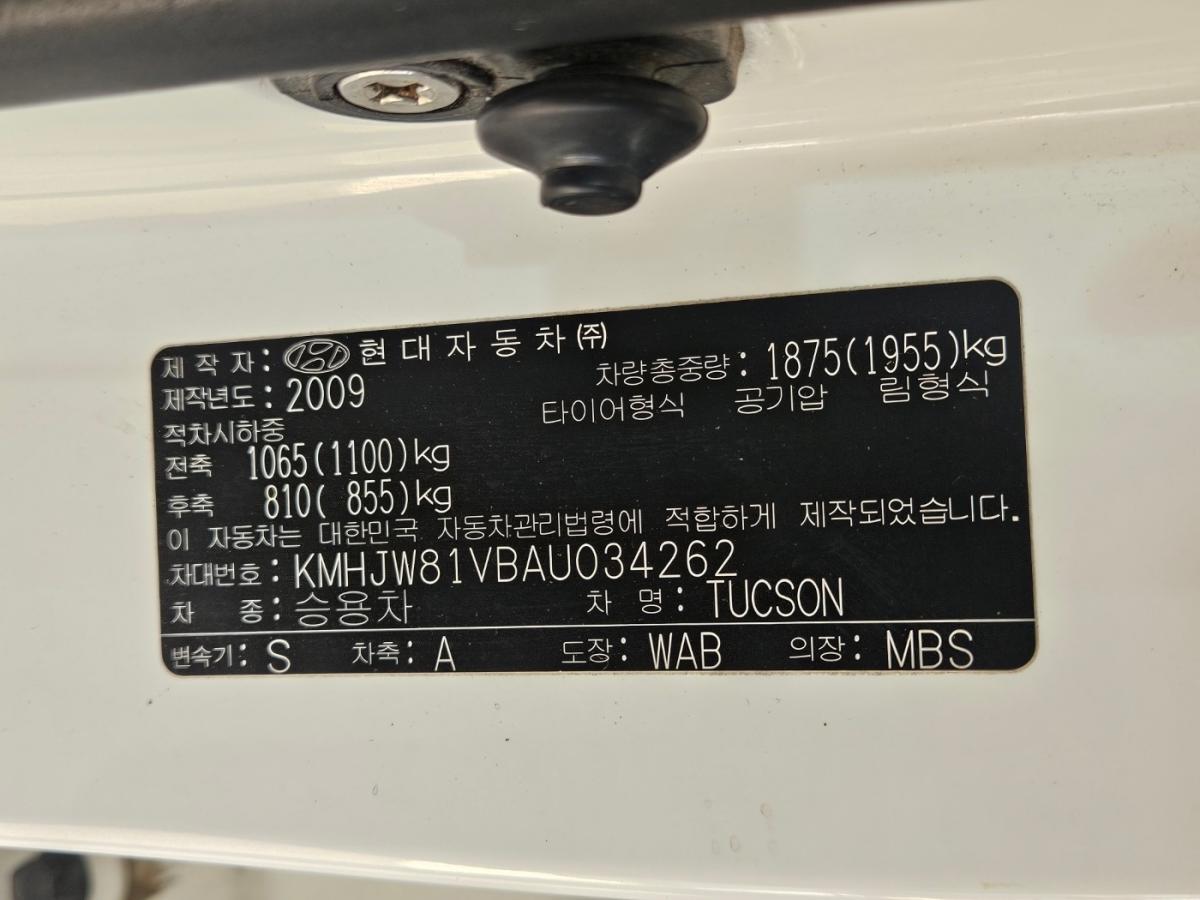 제 작 자 : 현 대 자 동 차 ㈜
제작년도 : 2009 차량총중량 : 1875(1955)kg
적차시하중 타이어형식 공기압 림형식
전축 1065(1100)kg
후축 810( 855)kg
이 자동차는 대한민국 자동차관리법령에 적합하게 제작되었습니다.
차대번호 : KMHJW81VBAU034262
차 종 : 승용차 차 명 : TUCSON
변속기 : S 차축 : A 도장 : WAB 의장 : MBS